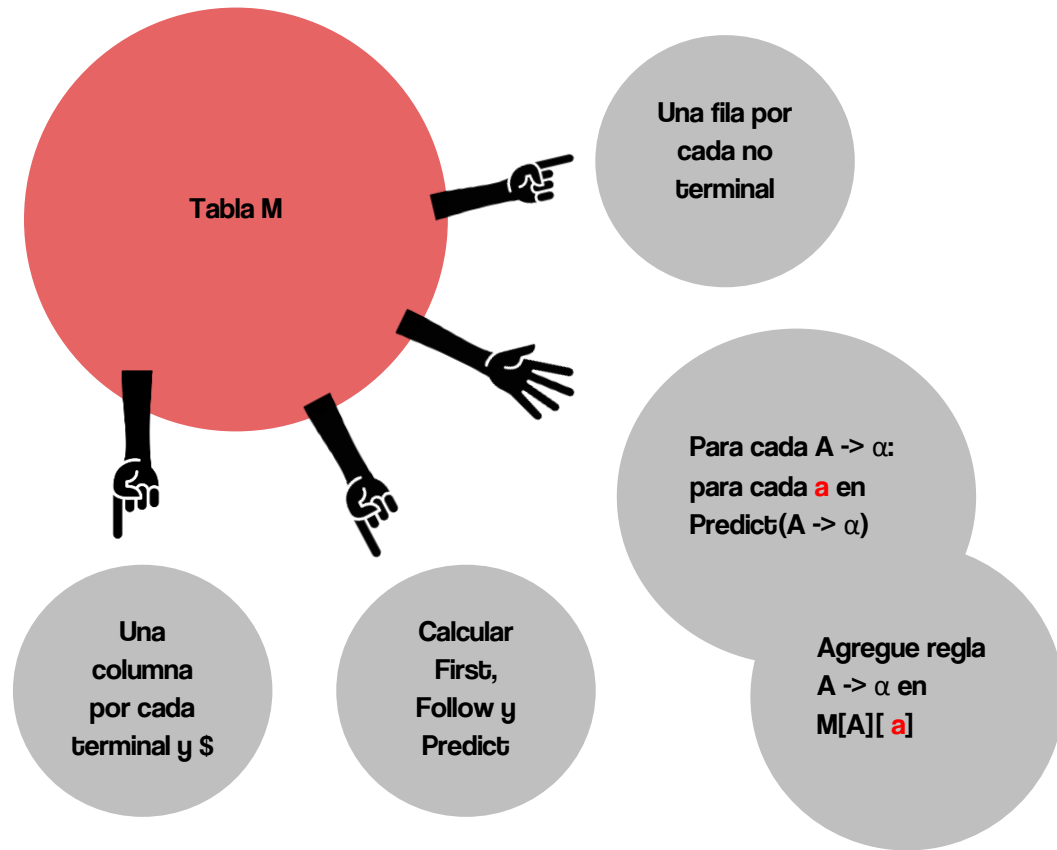 Tabla M
Una fila por
cada no
terminal
Para cada A -> α:
para cada a en
Predict(A -> α)
Agregue regla
A -> α en
M[A][ a]
Una
columna
por cada
terminal y $
Calcular
First,
Follow y
Predict